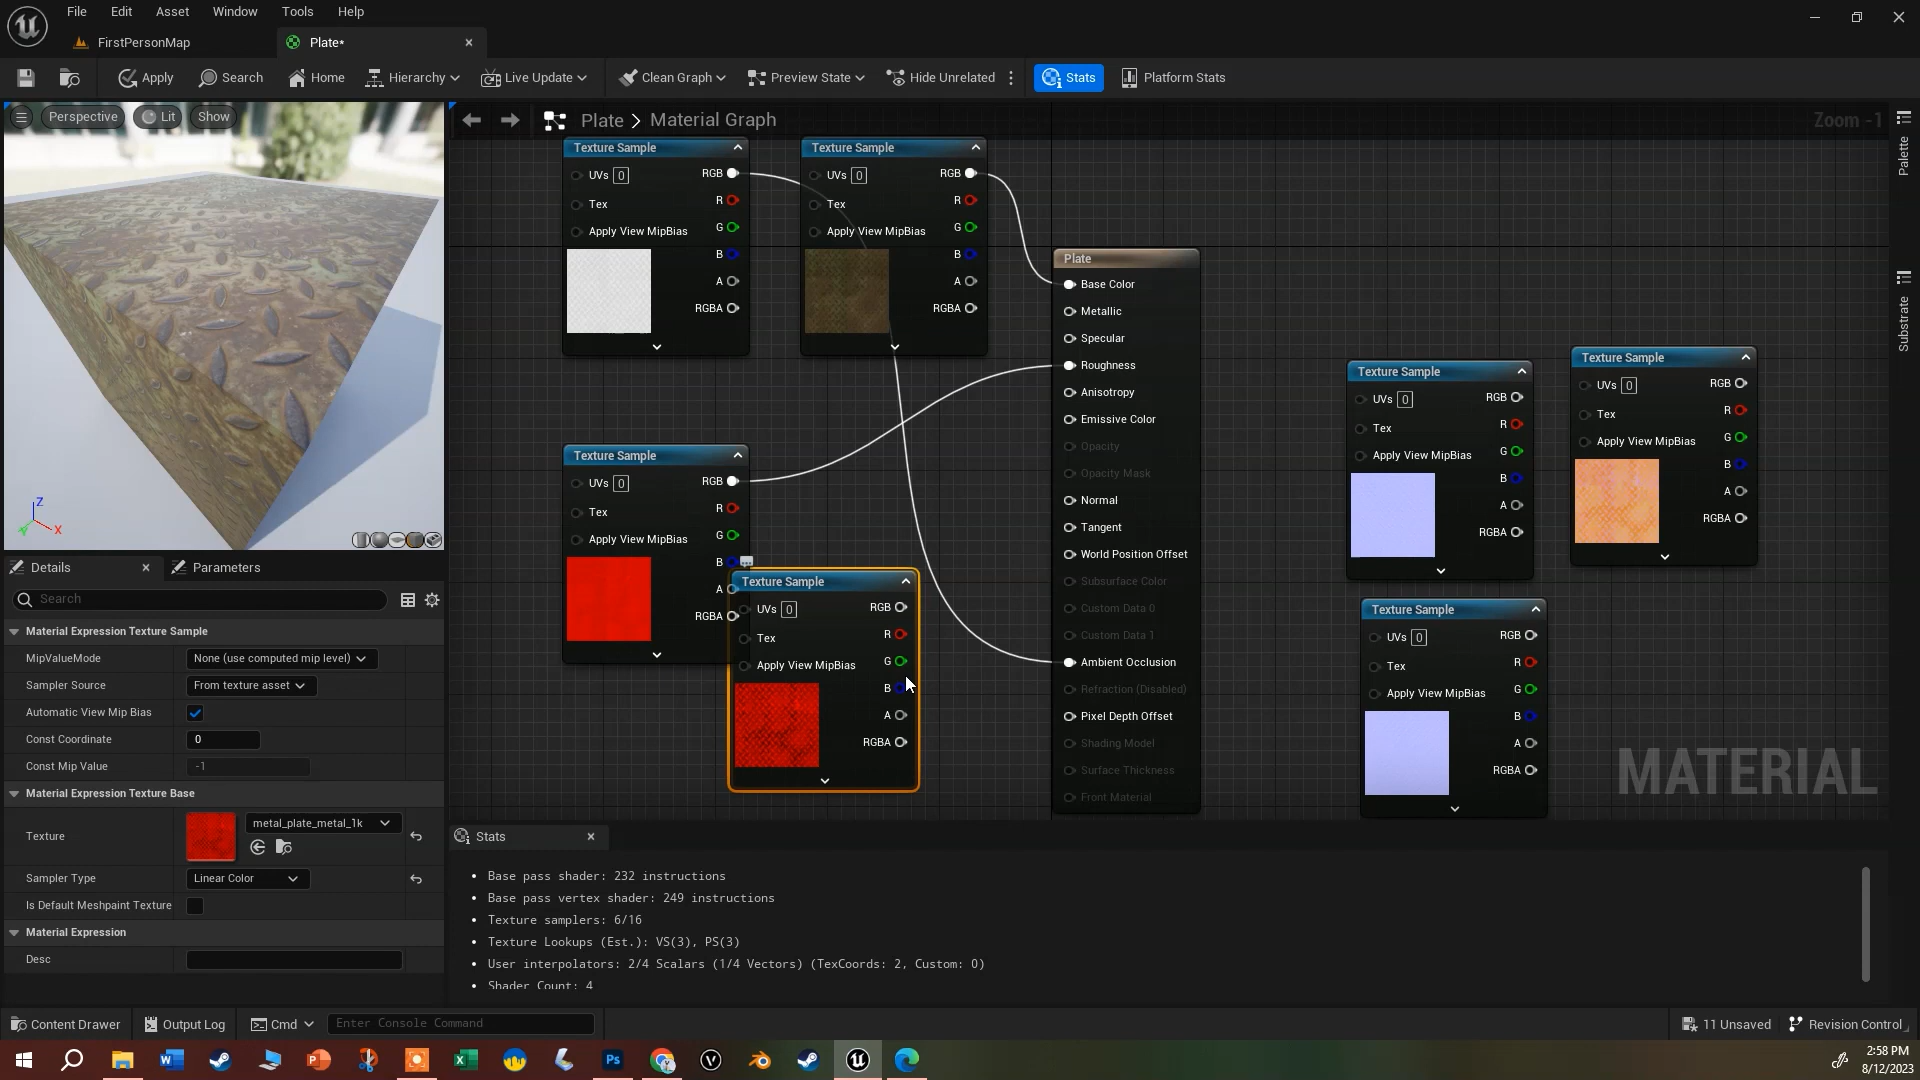 File Edit Asset Window Tools Help
FirstPersonMap
Plate*
Apply
Search
Home
Hierarchy
Live Update
Clean Graph
Preview State
Hide Unrelated
Stats
Platform Stats
Perspective
Lit
Show
Plate > Material Graph
Zoom -1
Palette
Substrate
Texture Sample
UVs 0
RGB
Tex
R
Apply View MipBias
G
B
A
RGBA
Texture Sample
UVs 0
RGB
Tex
R
Apply View MipBias
G
B
A
RGBA
Plate
Base Color
Metallic
Specular
Roughness
Anisotropy
Emissive Color
Opacity
Opacity Mask
Normal
Tangent
World Position Offset
Subsurface Color
Custom Data 0
Custom Data 1
Ambient Occlusion
Refraction (Disabled)
Pixel Depth Offset
Shading Model
Surface Thickness
Front Material
Texture Sample
UVs 0
RGB
Tex
R
Apply View MipBias
G
B
A
RGBA
Texture Sample
UVs 0
RGB
Tex
R
Apply View MipBias
G
B
A
RGBA
Texture Sample
UVs 0
RGB
Tex
R
Apply View MipBias
G
B
A
RGBA
Texture Sample
UVs 0
RGB
Tex
R
Apply View MipBias
G
B
A
RGBA
Texture Sample
UVs 0
RGB
Tex
R
Apply View MipBias
G
B
A
RGBA
MATERIAL
Z
X
Y
Details
Parameters
Search
Material Expression Texture Sample
MipValueMode None (use computed mip level)
Sampler Source From texture asset
Automatic View Mip Bias
Const Coordinate 0
Const Mip Value -1
Material Expression Texture Base
Texture metal_plate_metal_1k
Sampler Type Linear Color
Is Default Meshpaint Texture
Material Expression
Desc
Stats
• Base pass shader: 232 instructions
• Base pass vertex shader: 249 instructions
• Texture samplers: 6/16
• Texture Lookups (Est.): VS(3), PS(3)
• User interpolators: 2/4 Scalars (1/4 Vectors) (TexCoords: 2, Custom: 0)
• Shader Count: 4
Content Drawer
Output Log
Cmd
Enter Console Command
11 Unsaved
Revision Control
2:58 PM
8/12/2023